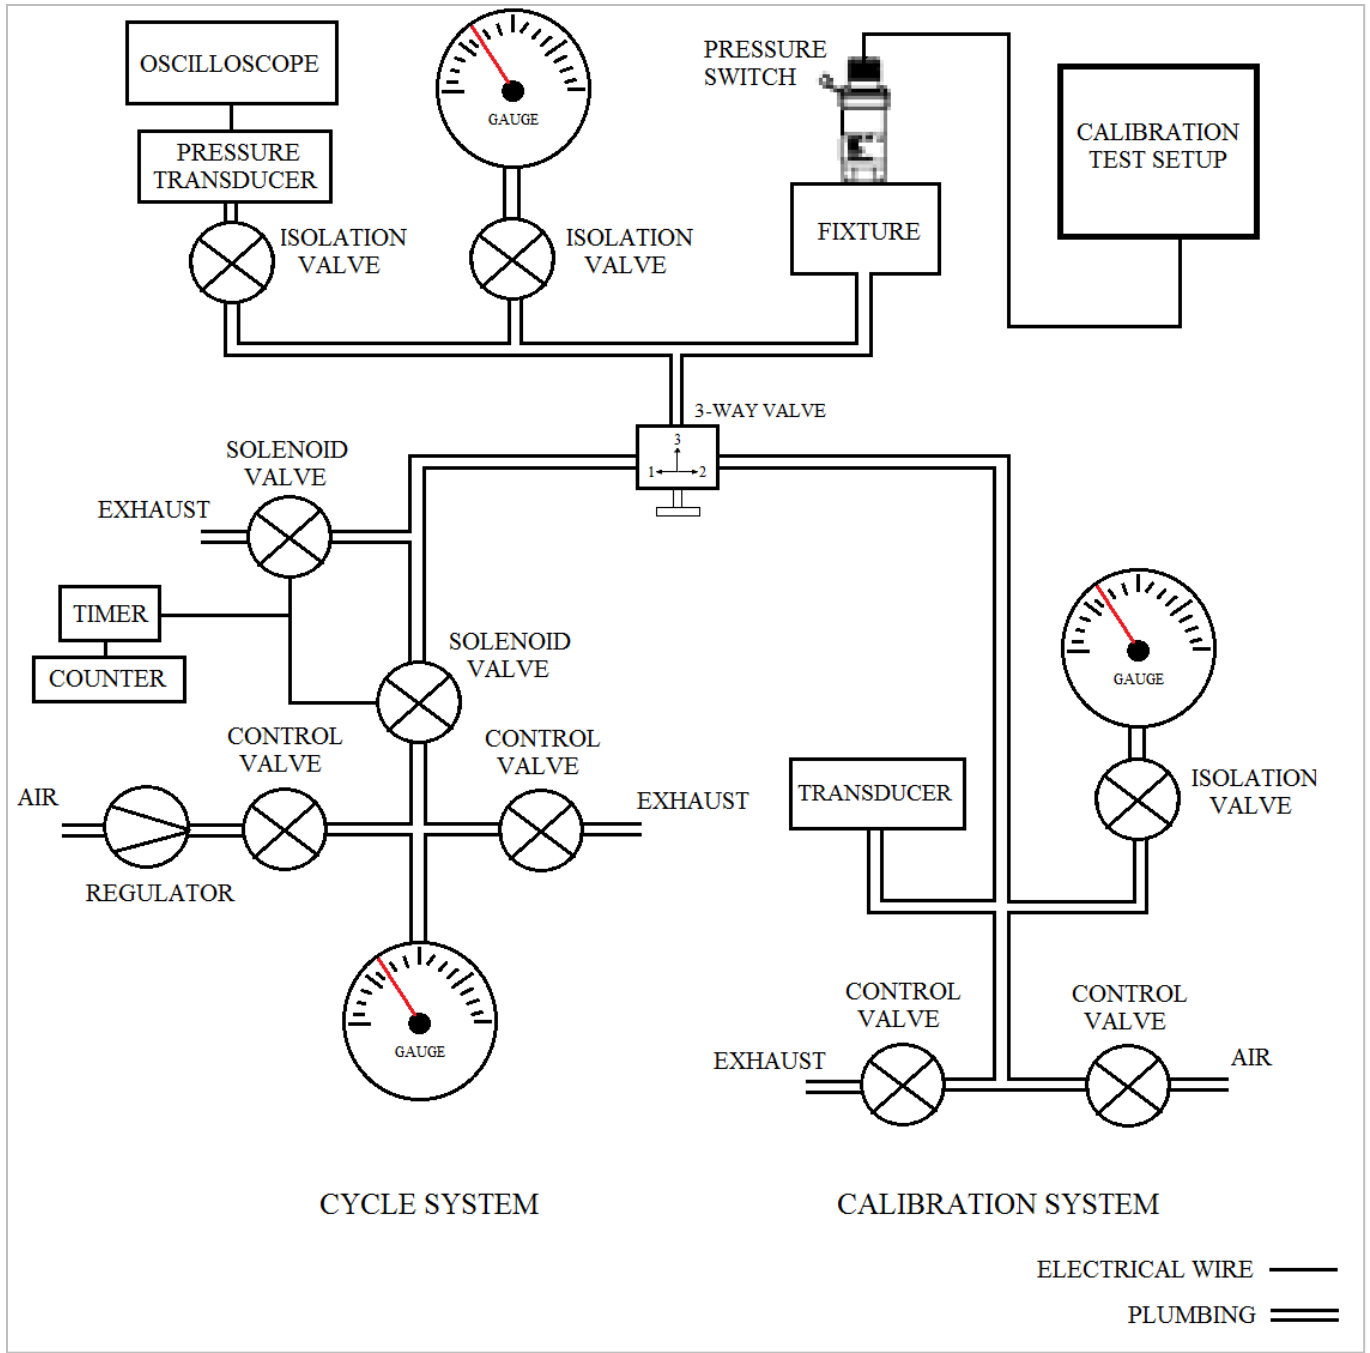 OSCILLOSCOPE
PRESSURE
TRANSDUCER
ISOLATION
VALVE
GAUGE
ISOLATION
VALVE
PRESSURE
SWITCH
FIXTURE
CALIBRATION
TEST SETUP
3-WAY VALVE
3
1
2
SOLENOID
VALVE
EXHAUST
TIMER
COUNTER
SOLENOID
VALVE
CONTROL
VALVE
CONTROL
VALVE
AIR
EXHAUST
REGULATOR
GAUGE
GAUGE
TRANSDUCER
ISOLATION
VALVE
CONTROL
VALVE
CONTROL
VALVE
EXHAUST
AIR
CYCLE SYSTEM
CALIBRATION SYSTEM
ELECTRICAL WIRE
PLUMBING